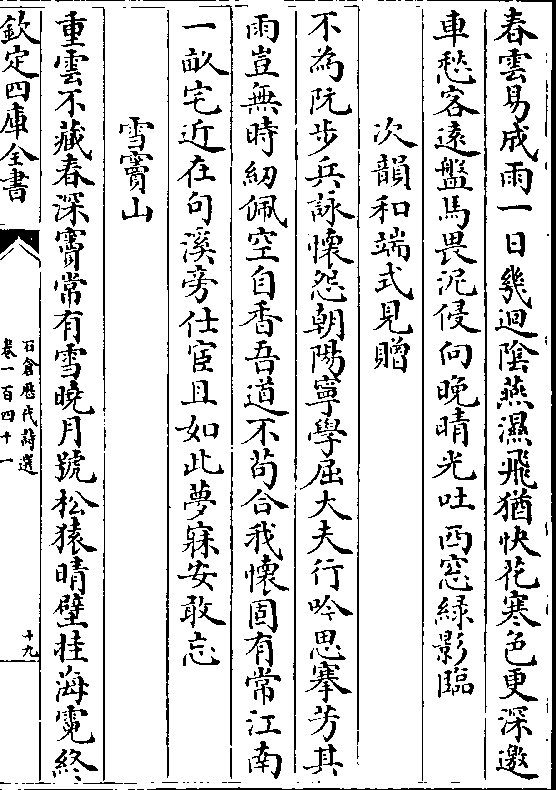 春雲易成雨一日幾迴陰燕濕飛猶快花寒色更深邀
車愁客遠盤馬畏泥侵向晚晴光吐西窓綠影臨
次韻和端式見贈
不為阮步兵詠懷怨朝陽寧學屈大夫行吟思搴芳其
雨豈無時紉佩空自香吾道不苟合我懷固有常江南
一畝宅近在句溪旁仕宦且如此夢寐安敢忘
雪竇山
重雲不藏春深竇常有雪曉月號松猿晴壁挂海霓終
欽定四庫全書
石倉歷代詩選
卷一百四十一
十九